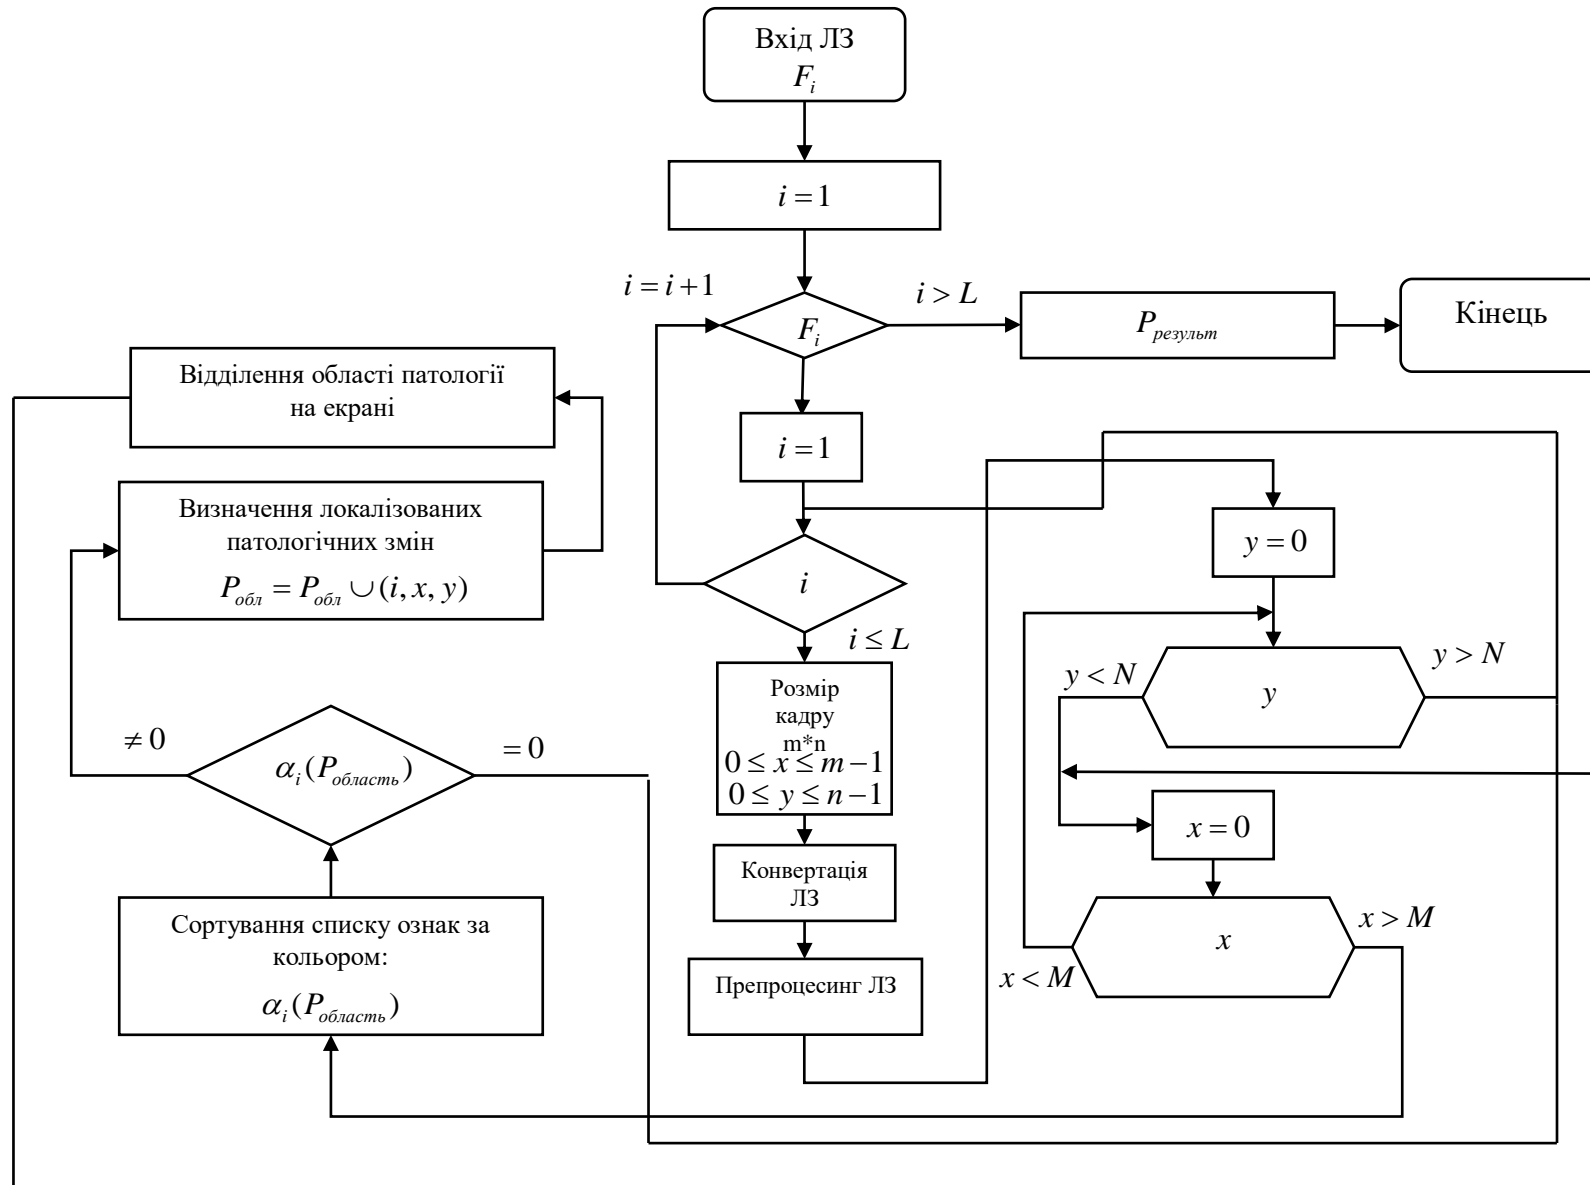 Вхід ЛЗ
F_i
i = 1
i = i + 1
i > L
F_i
P_результ
Кінець
Відділення області патології
на екрані
i = 1
Визначення локалізованих
патологічних змін
P_обл = P_обл ∪ (i, x, y)
y = 0
i
i ≤ L
y < N
y > N
y
Розмір
кадру
m*n
0 ≤ x ≤ m − 1
0 ≤ y ≤ n − 1
≠ 0
= 0
α_i(P_область)
x = 0
Конвертація
ЛЗ
Сортування списку ознак за
кольором:
α_i(P_область)
x > M
x
x < M
Препроцесинг ЛЗ